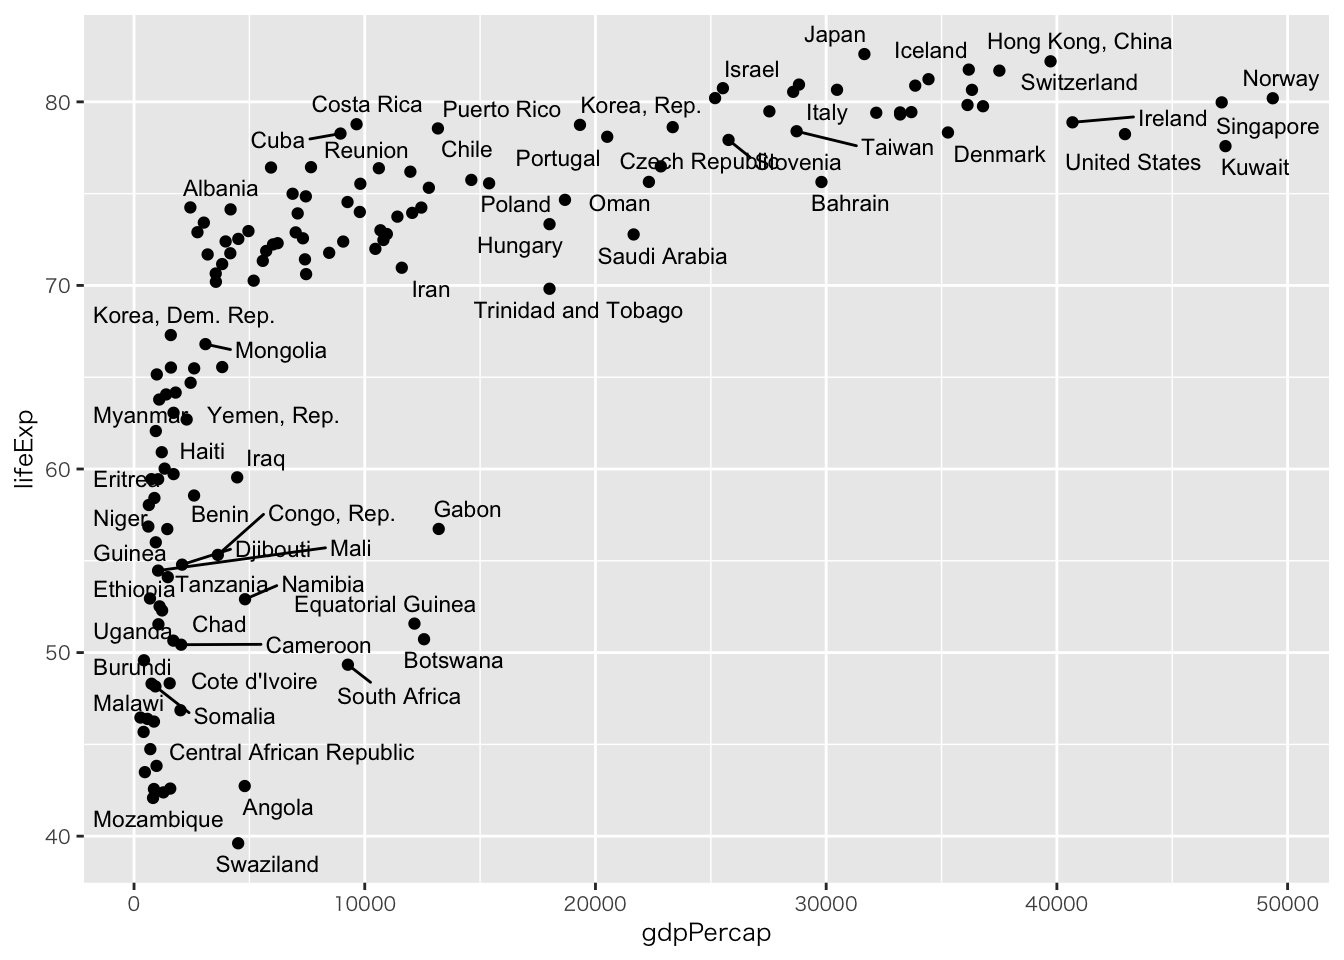 Japan
Iceland
Hong Kong, China
Israel
Switzerland
Norway
80
Costa Rica
Puerto Rico
Korea, Rep.
Italy
Ireland
Singapore
Cuba
Reunion
Chile
Portugal
Czech Republic
Slovenia
Taiwan
Denmark
United States
Kuwait
Albania
Poland
Oman
Bahrain
Hungary
Saudi Arabia
70
Iran
Trinidad and Tobago
Korea, Dem. Rep.
Mongolia
Myanmar
Yemen, Rep.
lifeExp
Haiti
Iraq
60
Eritrea
Niger
Benin
Congo, Rep.
Gabon
Guinea
Djibouti
Mali
Ethiopia
Tanzania
Namibia
Equatorial Guinea
Uganda
Chad
Cameroon
50
Botswana
Burundi
Cote d'Ivoire
South Africa
Malawi
Somalia
Central African Republic
Angola
Mozambique
40
Swaziland
0
10000
20000
30000
40000
50000
gdpPercap